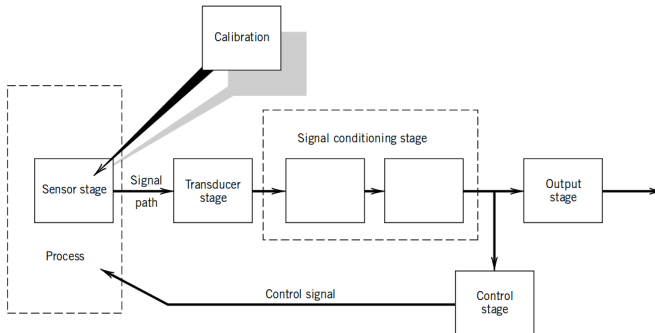 Calibration
Signal conditioning stage
Sensor stage
Signal
path
Transducer
stage
Output
stage
Process
Control signal
Control
stage